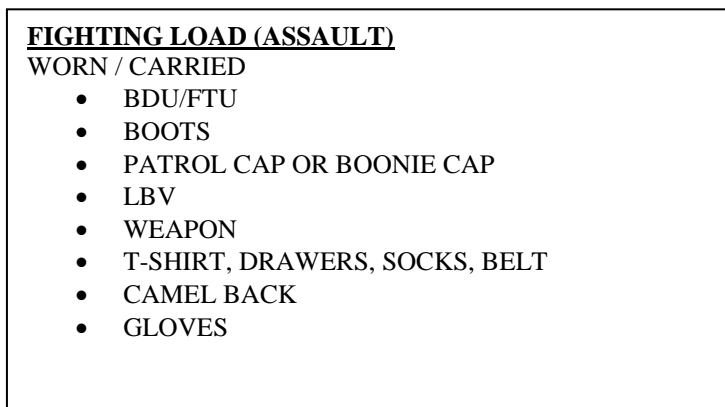 FIGHTING LOAD (ASSAULT)
WORN / CARRIED
• BDU/FTU
• BOOTS
• PATROL CAP OR BOONIE CAP
• LBV
• WEAPON
• T-SHIRT, DRAWERS, SOCKS, BELT
• CAMEL BACK
• GLOVES